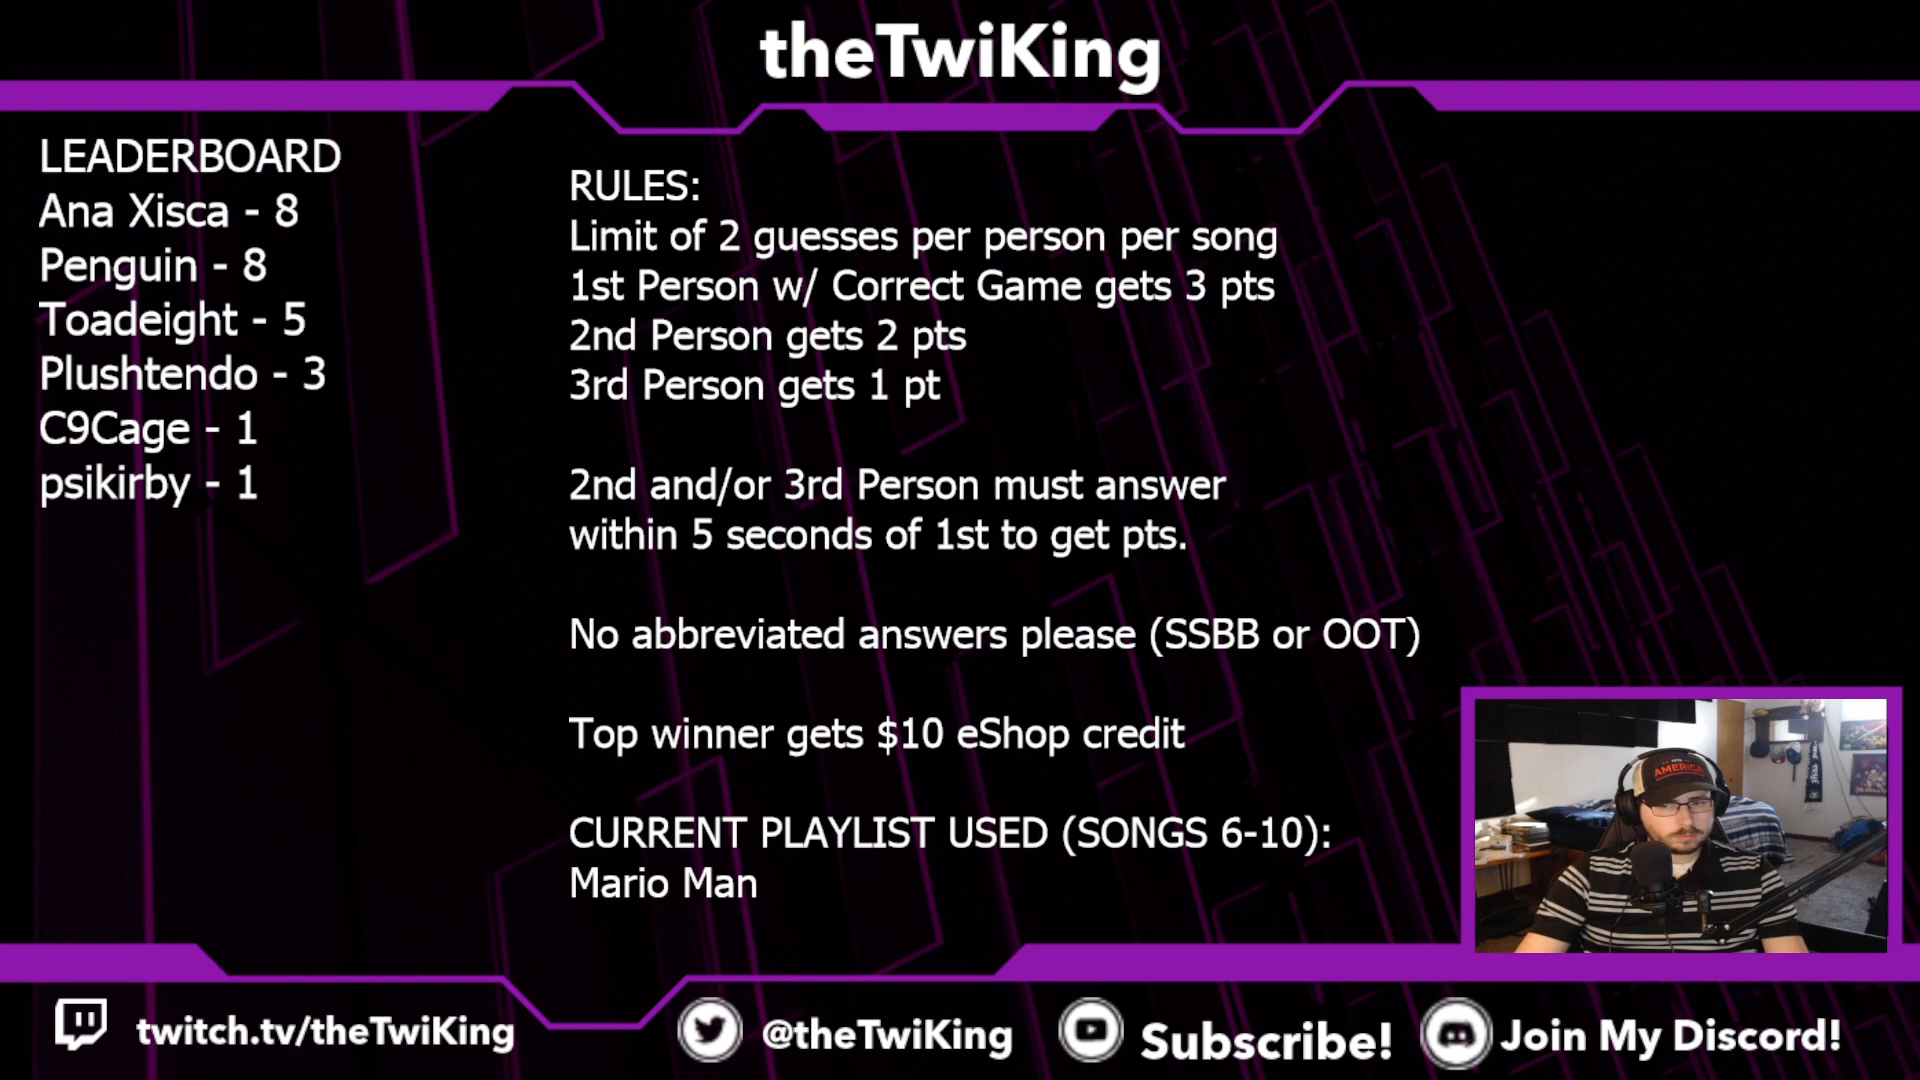 theTwiKing
LEADERBOARD
Ana Xisca - 8
Penguin - 8
Toadeight - 5
Plushtendo - 3
C9Cage - 1
psikirby - 1
RULES:
Limit of 2 guesses per person per song
1st Person w/ Correct Game gets 3 pts
2nd Person gets 2 pts
3rd Person gets 1 pt
2nd and/or 3rd Person must answer
within 5 seconds of 1st to get pts.
No abbreviated answers please (SSBB or OOT)
Top winner gets $10 eShop credit
CURRENT PLAYLIST USED (SONGS 6-10):
Mario Man
AMERICA
twitch.tv/theTwiKing
@theTwiKing
Subscribe!
Join My Discord!